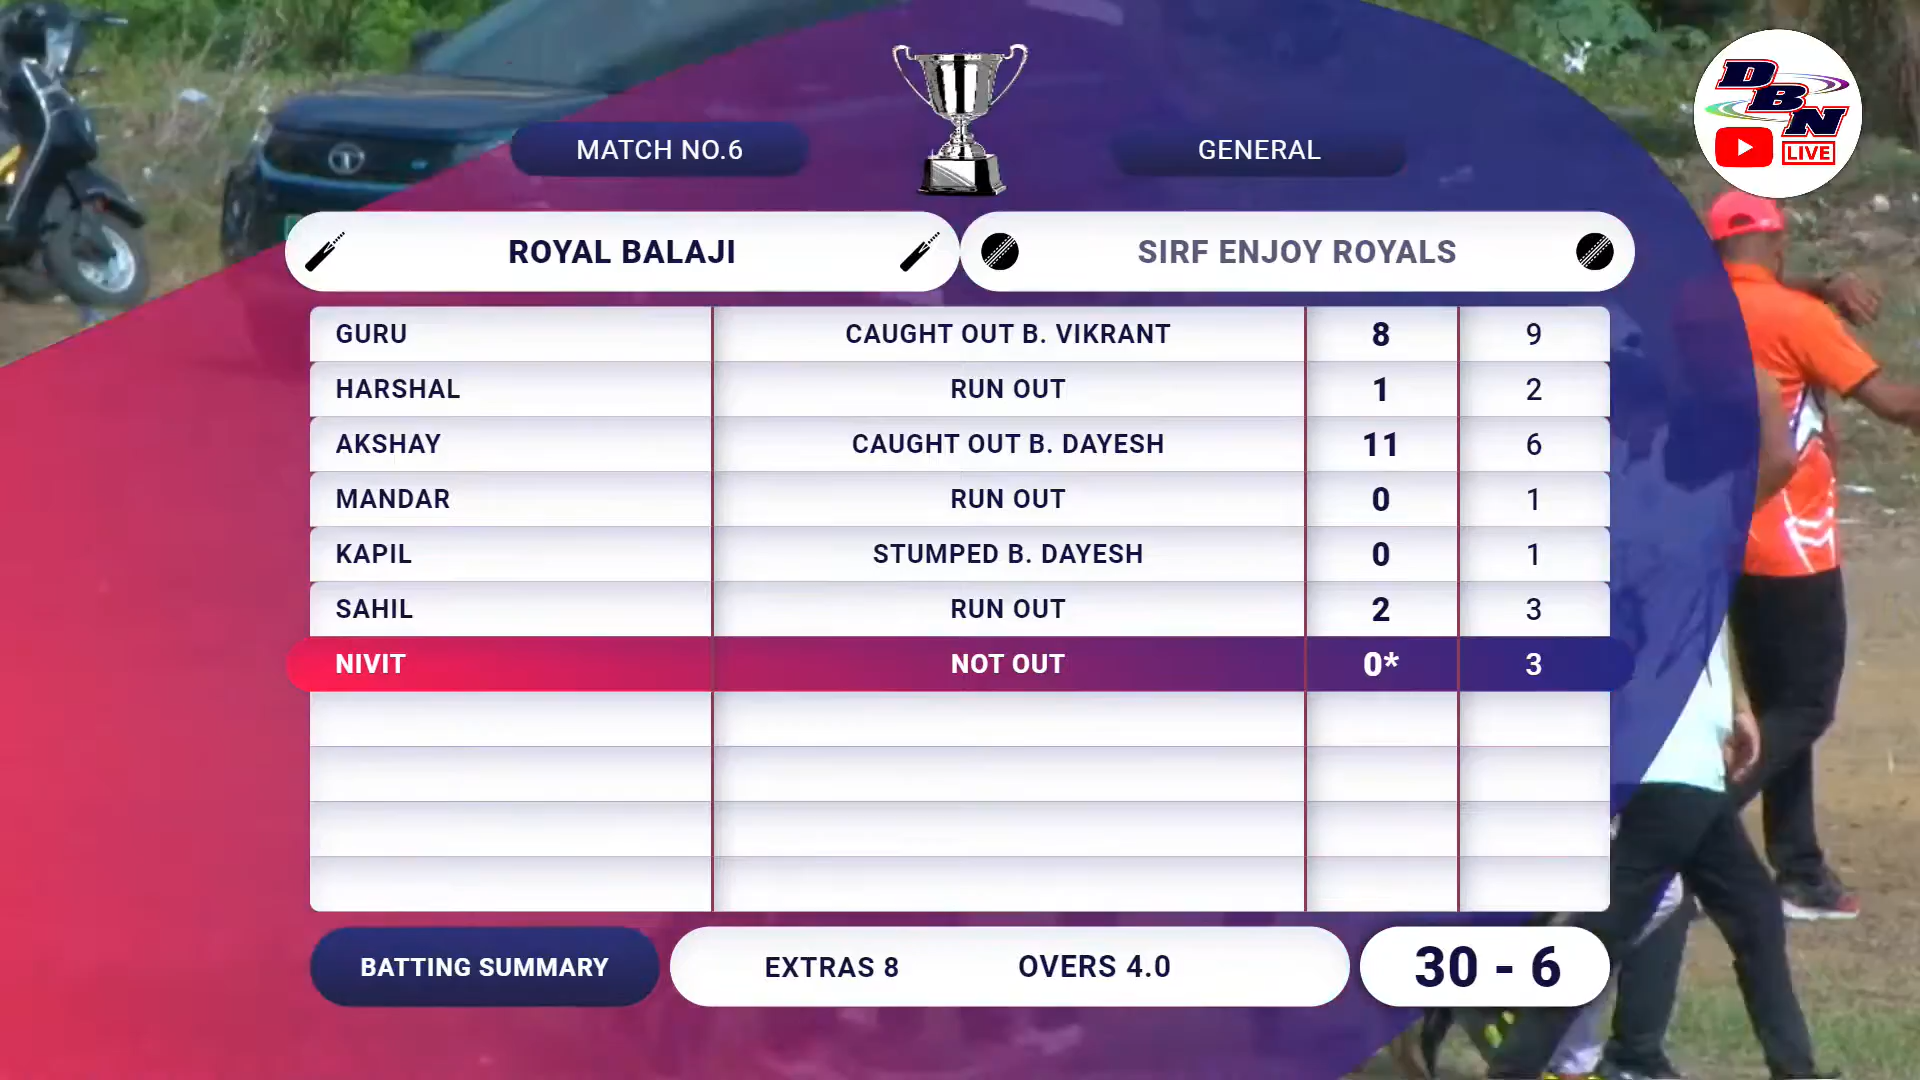 MATCH NO.6
GENERAL
DBN
LIVE
ROYAL BALAJI
SIRF ENJOY ROYALS
GURU CAUGHT OUT B. VIKRANT 8 9
HARSHAL RUN OUT 1 2
AKSHAY CAUGHT OUT B. DAYESH 11 6
MANDAR RUN OUT 0 1
KAPIL STUMPED B. DAYESH 0 1
SAHIL RUN OUT 2 3
NIVIT NOT OUT 0* 3
BATTING SUMMARY
EXTRAS 8 OVERS 4.0
30 - 6